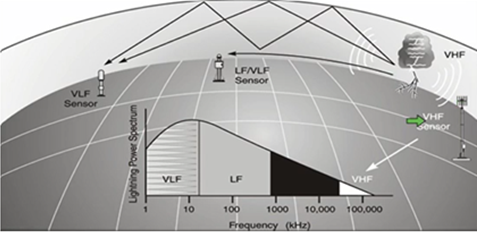 VHF
VLF
Sensor
LF/VLF
Sensor
VHF
Sensor
Lightning Power Spectrum
VLF
LF
VHF
1
10
100
1000
10,000
100,000
Frequency (kHz)